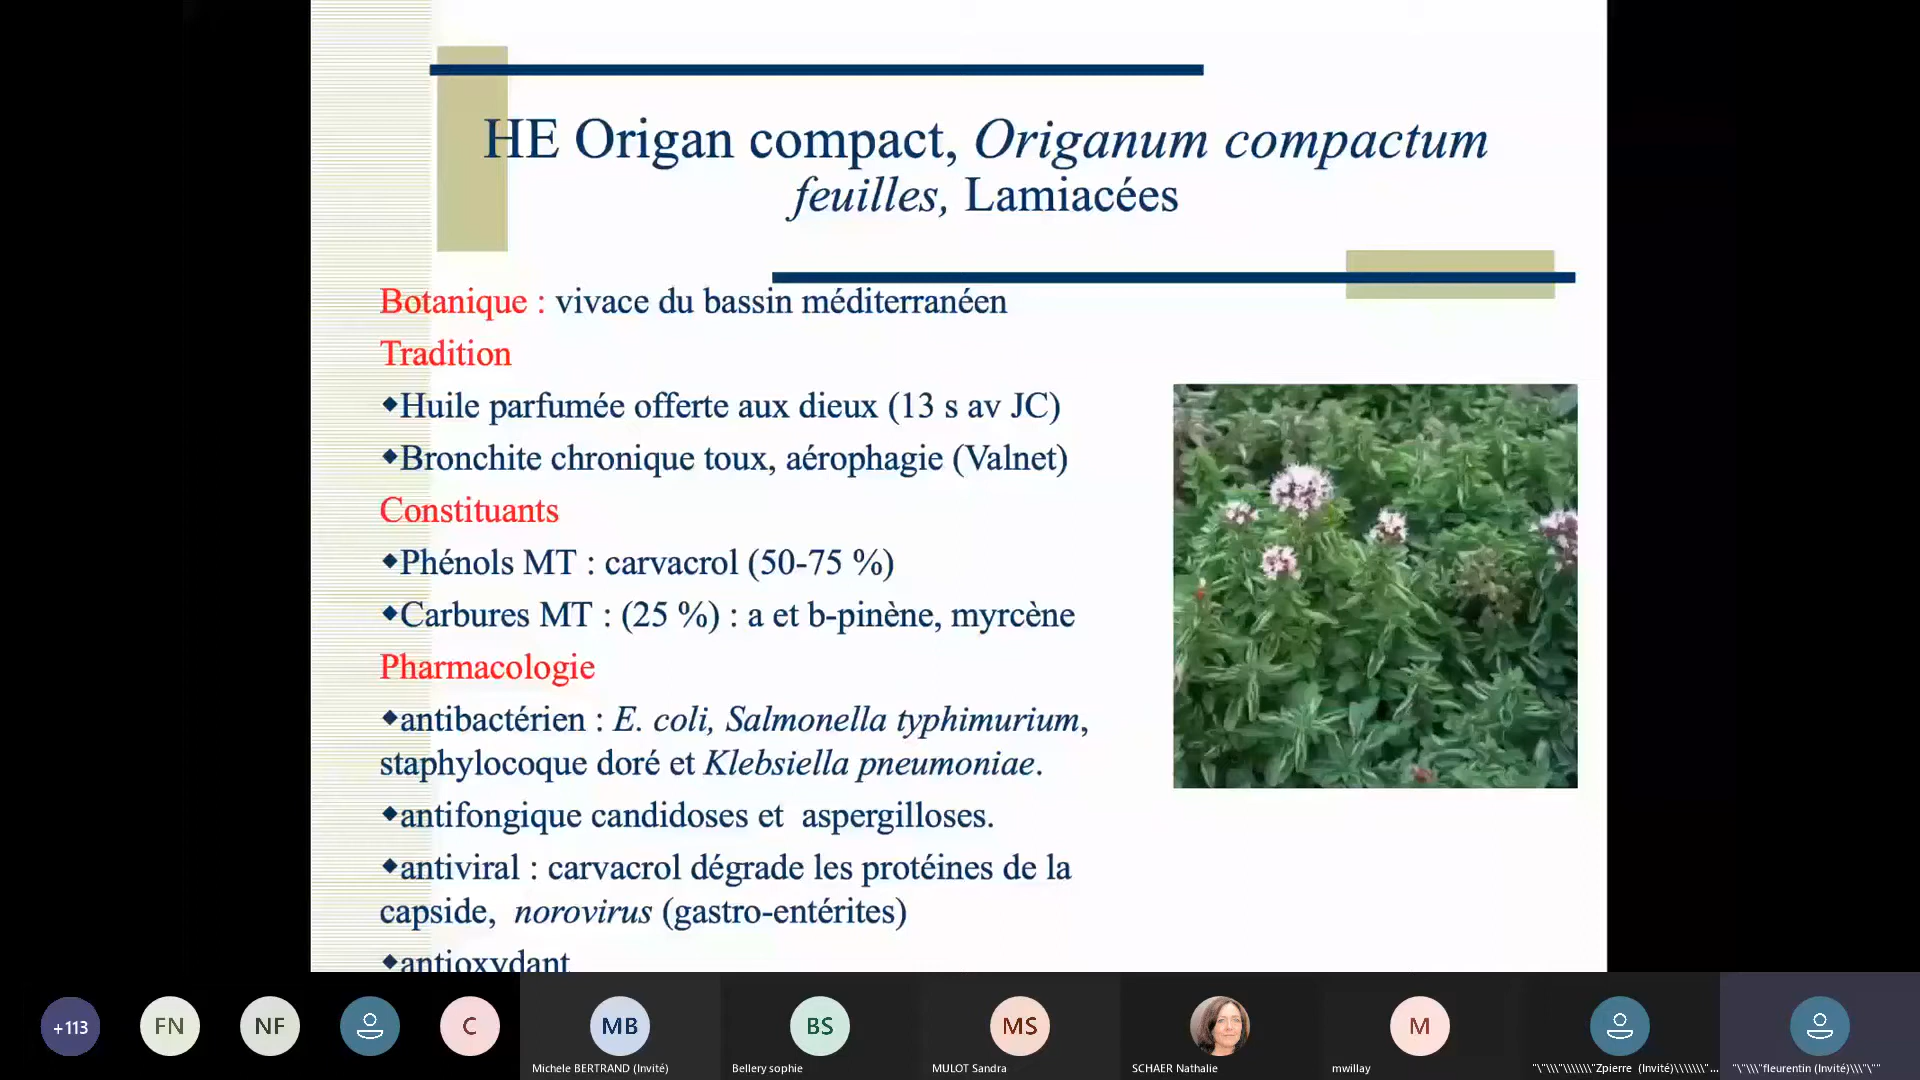 HE Origan compact, Origanum compactum
feuilles, Lamiacées
Botanique : vivace du bassin méditerranéen
Tradition
◆Huile parfumée offerte aux dieux (13 s av JC)
◆Bronchite chronique toux, aérophagie (Valnet)
Constituants
◆Phénols MT : carvacrol (50-75 %)
◆Carbures MT : (25 %) : a et b-pinène, myrcène
Pharmacologie
◆antibactérien : E. coli, Salmonella typhimurium,
staphylocoque doré et Klebsiella pneumoniae.
◆antifongique candidoses et  aspergilloses.
◆antiviral : carvacrol dégrade les protéines de la
capside,  norovirus (gastro-entérites)
◆antioxydant
+113 FN NF C MB BS MS M
Michele BERTRAND (Invité) Bellery sophie MULOT Sandra SCHAER Nathalie mwillay "\"\\"\\\\\\\"Zpierre (Invité)\\\\\\\"... "\"\\\"fleurentin (Invité)\\\"\""